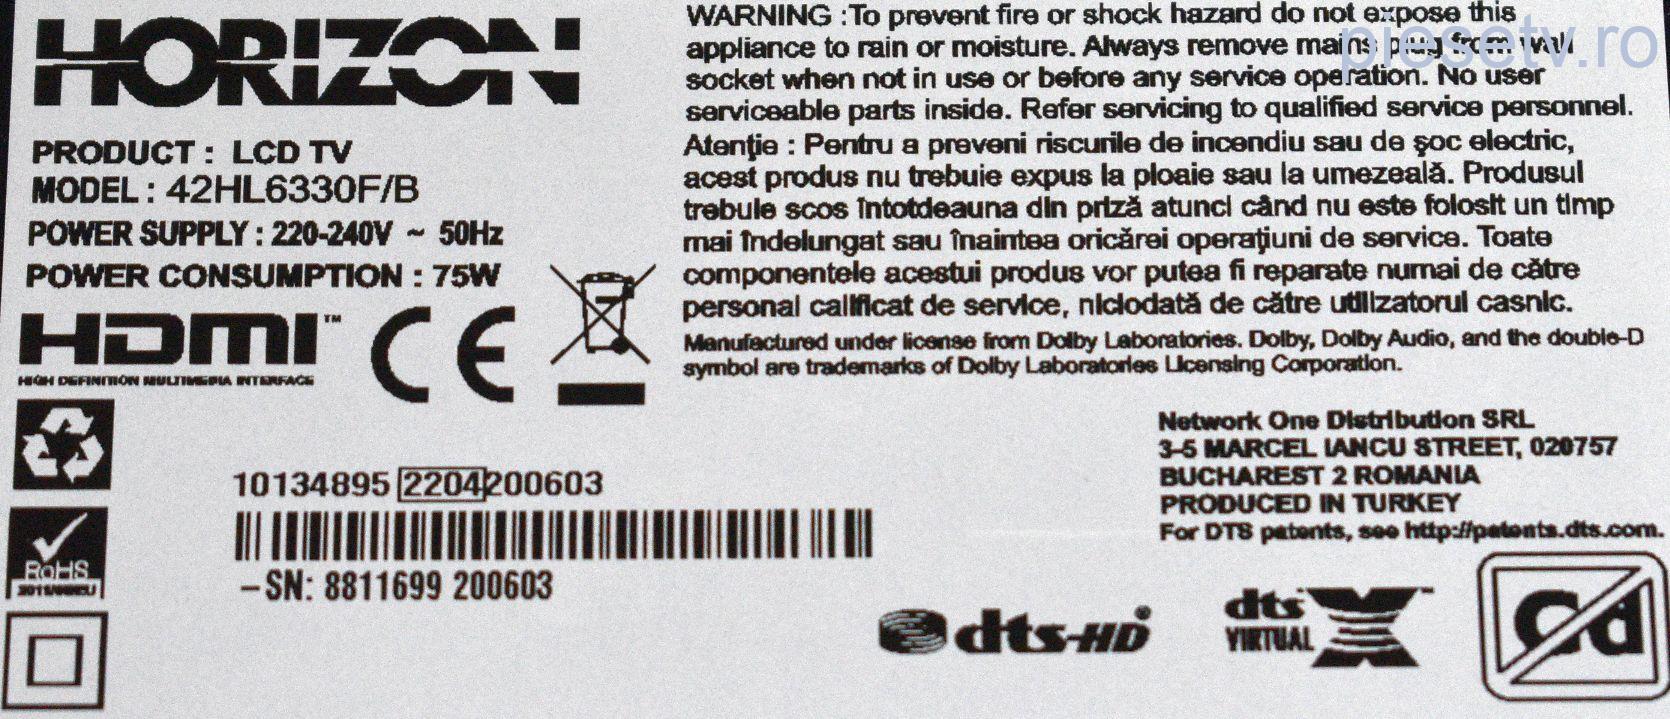 HORIZON
PRODUCT : LCD TV
MODEL : 42HL6330F/B
POWER SUPPLY : 220-240V ~ 50Hz
POWER CONSUMPTION : 75W
HDMI™
HIGH DEFINITION MULTIMEDIA INTERFACE
CE
WARNING :To prevent fire or shock hazard do not expose this
appliance to rain or moisture. Always remove mains plug from wall
socket when not in use or before any service operation. No user
serviceable parts inside. Refer servicing to qualified service personnel.
Atenţie : Pentru a preveni riscurile de incendiu sau de şoc electric,
acest produs nu trebuie expus la ploaie sau la umezeală. Produsul
trebuie scos întotdeauna din priză atunci când nu este folosit un timp
mai îndelungat sau înaintea oricărei operaţiuni de service. Toate
componentele acestui produs vor putea fi reparate numai de către
personal calificat de service, niciodată de către utilizatorul casnic.
Manufactured under license from Dolby Laboratories. Dolby, Dolby Audio, and the double-D
symbol are trademarks of Dolby Laboratories Licensing Corporation.
piesetv.ro
Network One Distribution SRL
3-5 MARCEL IANCU STREET, 020757
BUCHAREST 2 ROMANIA
PRODUCED IN TURKEY
For DTS patents, see http://patents.dts.com.
10134895 2204 200603
-SN: 8811699 200603
RoHS
dts-HD®
dts
VIRTUAL X™
Cd